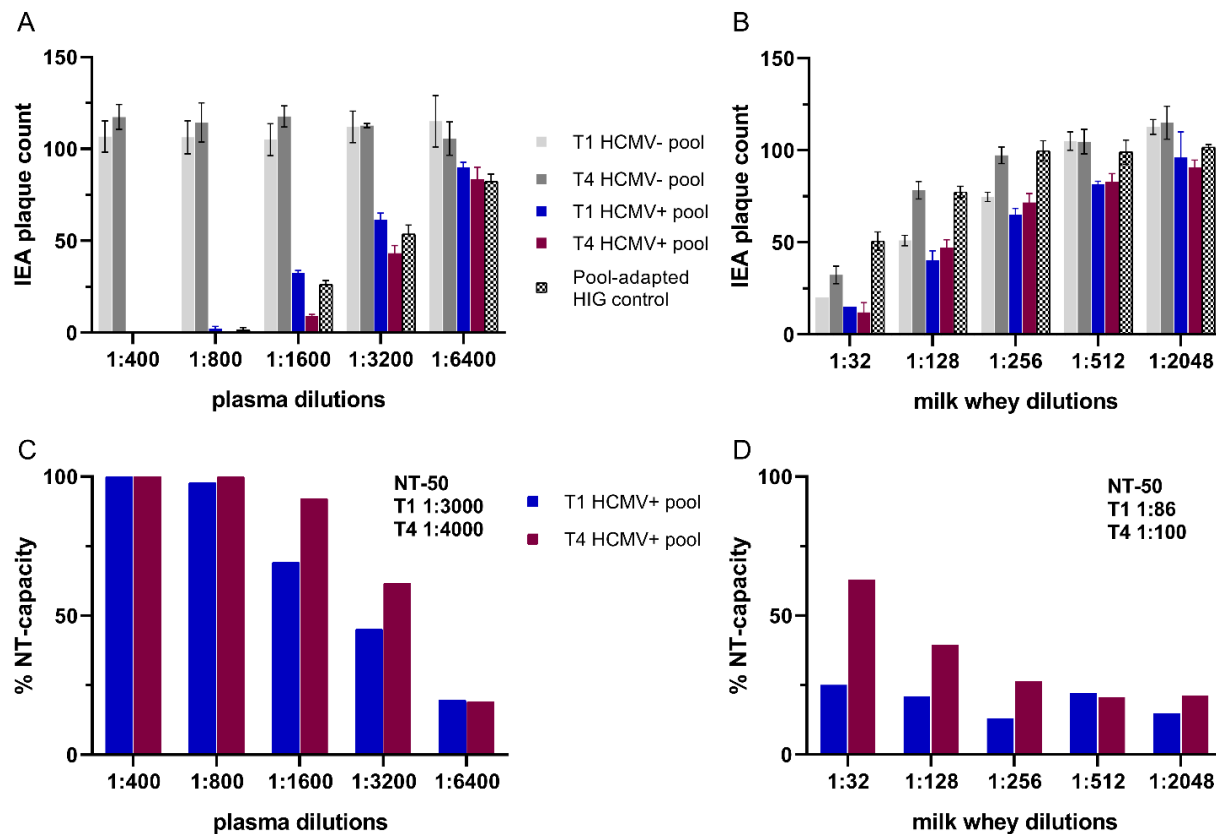 A
IEA plaque count
150
100
50
0
1:400 1:800 1:1600 1:3200 1:6400
plasma dilutions
T1 HCMV- pool
T4 HCMV- pool
T1 HCMV+ pool
T4 HCMV+ pool
Pool-adapted
HIG control
B
IEA plaque count
150
100
50
0
1:32 1:128 1:256 1:512 1:2048
milk whey dilutions
C
% NT-capacity
100
50
0
NT-50
T1 1:3000
T4 1:4000
1:400 1:800 1:1600 1:3200 1:6400
plasma dilutions
T1 HCMV+ pool
T4 HCMV+ pool
D
% NT-capacity
100
50
0
NT-50
T1 1:86
T4 1:100
1:32 1:128 1:256 1:512 1:2048
milk whey dilutions